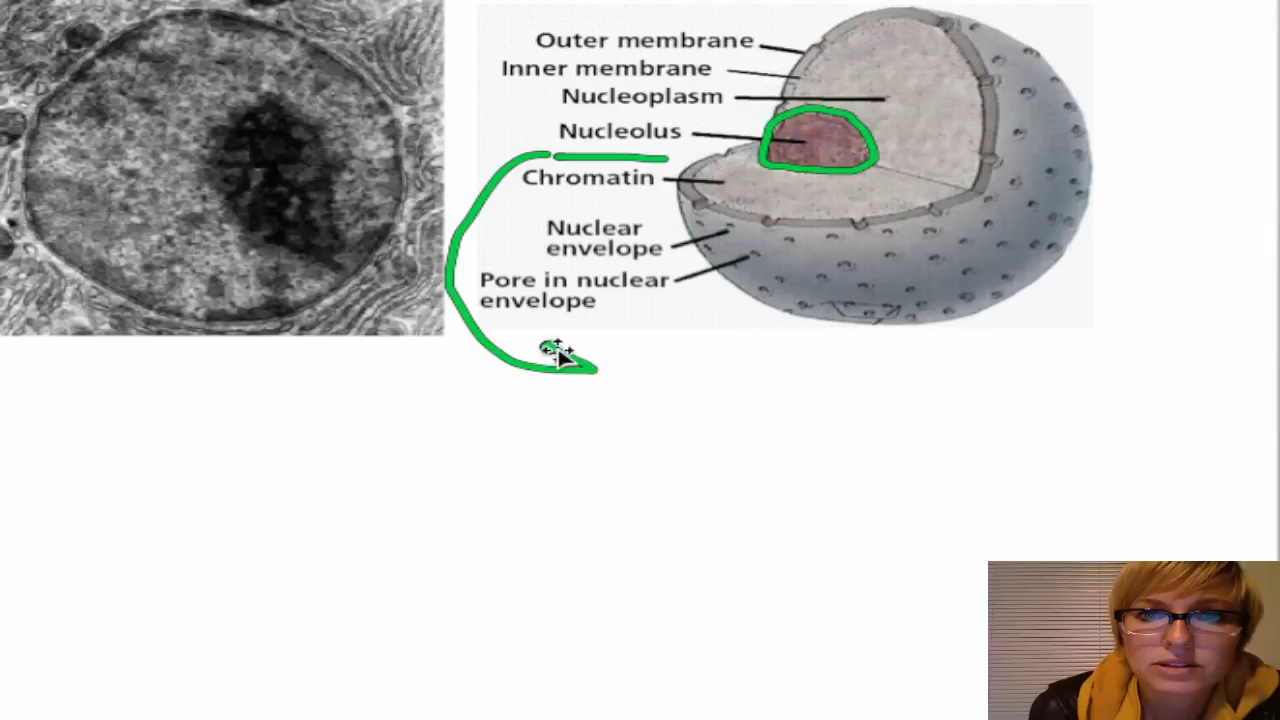 Outer membrane
Inner membrane
Nucleoplasm
Nucleolus
Chromatin
Nuclear
envelope
Pore in nuclear
envelope